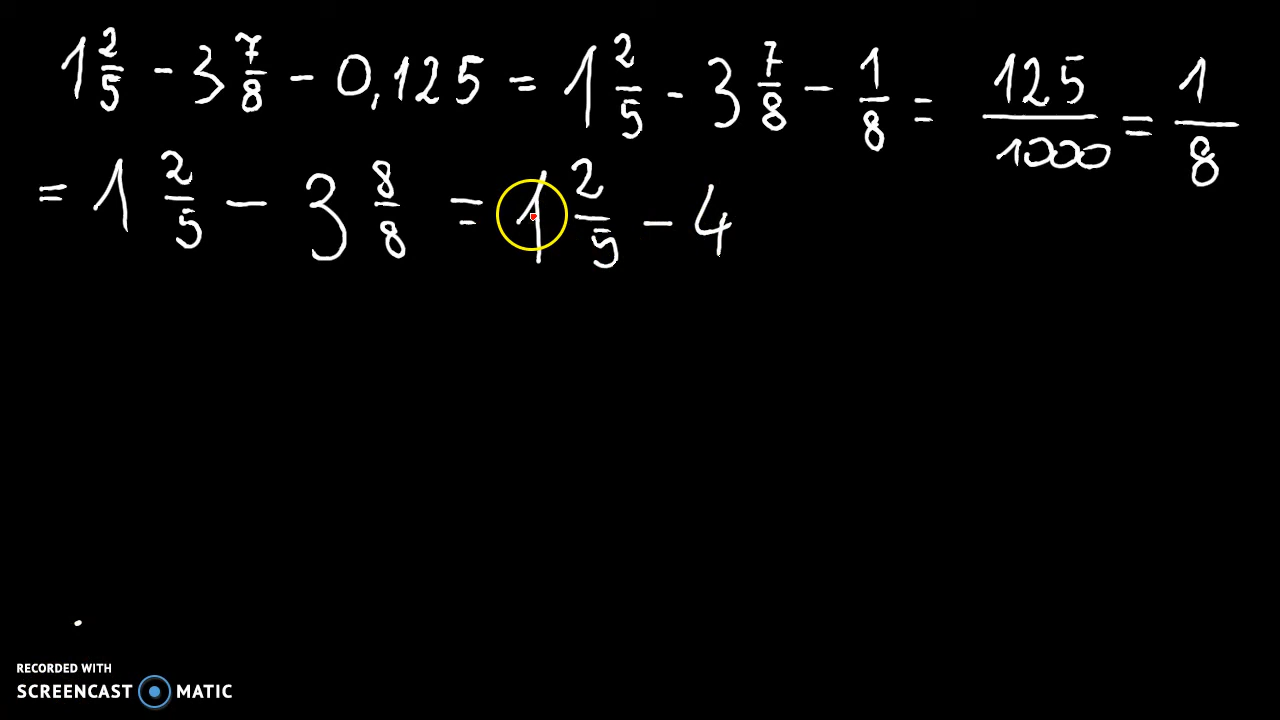 1 2/5 - 3 7/8 - 0,125 = 1 2/5 - 3 7/8 - 1/8 = 125/1000 = 1/8
= 1 2/5 - 3 8/8 = 1 2/5 - 4
RECORDED WITH
SCREENCAST MATIC